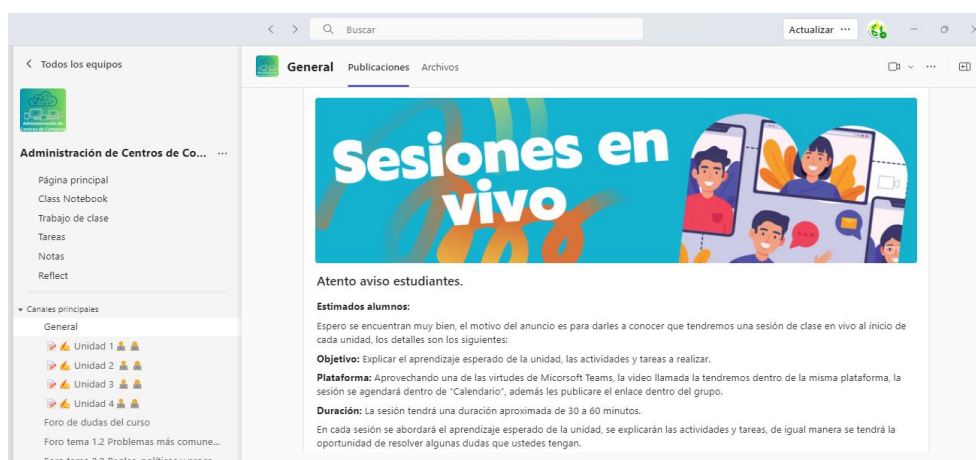 Buscar
Actualizar
Todos los equipos
Administración de Centros de Computo
Administración de Centros de Co...
Página principal
Class Notebook
Trabajo de clase
Tareas
Notas
Reflect
Canales principales
General
Unidad 1
Unidad 2
Unidad 3
Unidad 4
Foro de dudas del curso
Foro tema 1.2 Problemas más comune...
General Publicaciones Archivos
Sesiones en
vivo
Atento aviso estudiantes.
Estimados alumnos:
Espero se encuentran muy bien, el motivo del anuncio es para darles a conocer que tendremos una sesión de clase en vivo al inicio de
cada unidad, los detalles son los siguientes:
Objetivo: Explicar el aprendizaje esperado de la unidad, las actividades y tareas a realizar.
Plataforma: Aprovechando una de las virtudes de Micorsoft Teams, la video llamada la tendremos dentro de la misma plataforma, la
sesión se agendará dentro de "Calendario", además les publicare el enlace dentro del grupo.
Duración: La sesión tendrá una duración aproximada de 30 a 60 minutos.
En cada sesión se abordará el aprendizaje esperado de la unidad, se explicarán las actividades y tareas, de igual manera se tendrá la
oportunidad de resolver algunas dudas que ustedes tengan.